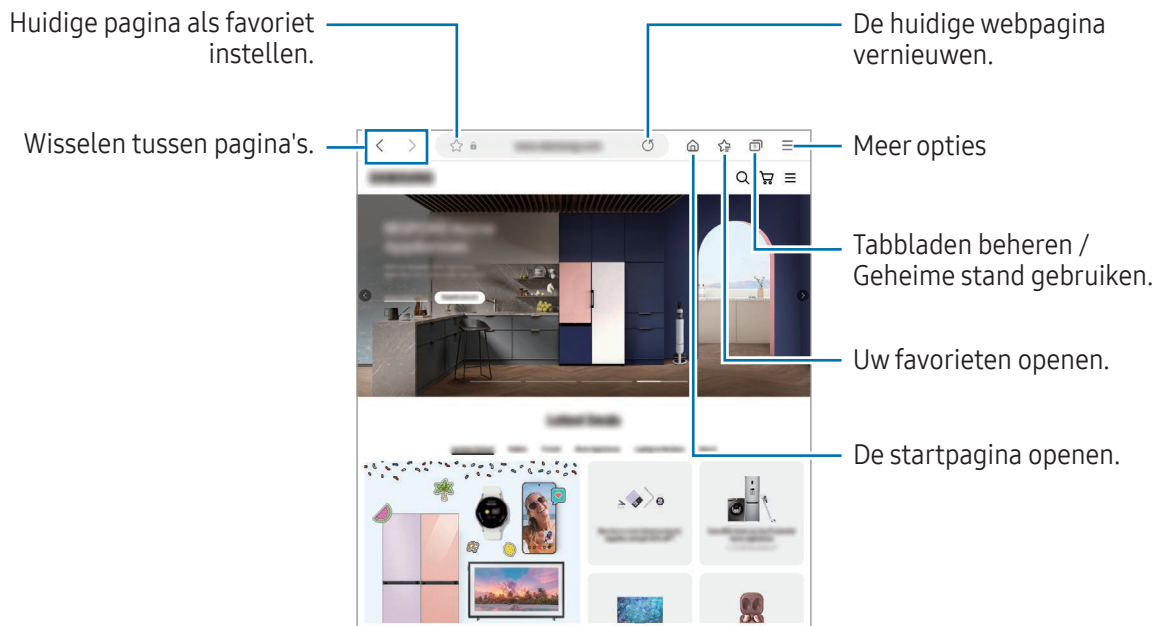 Huidige pagina als favoriet
instellen.
De huidige webpagina
vernieuwen.
Wisselen tussen pagina's.
Meer opties
Tabbladen beheren /
Geheime stand gebruiken.
Uw favorieten openen.
De startpagina openen.